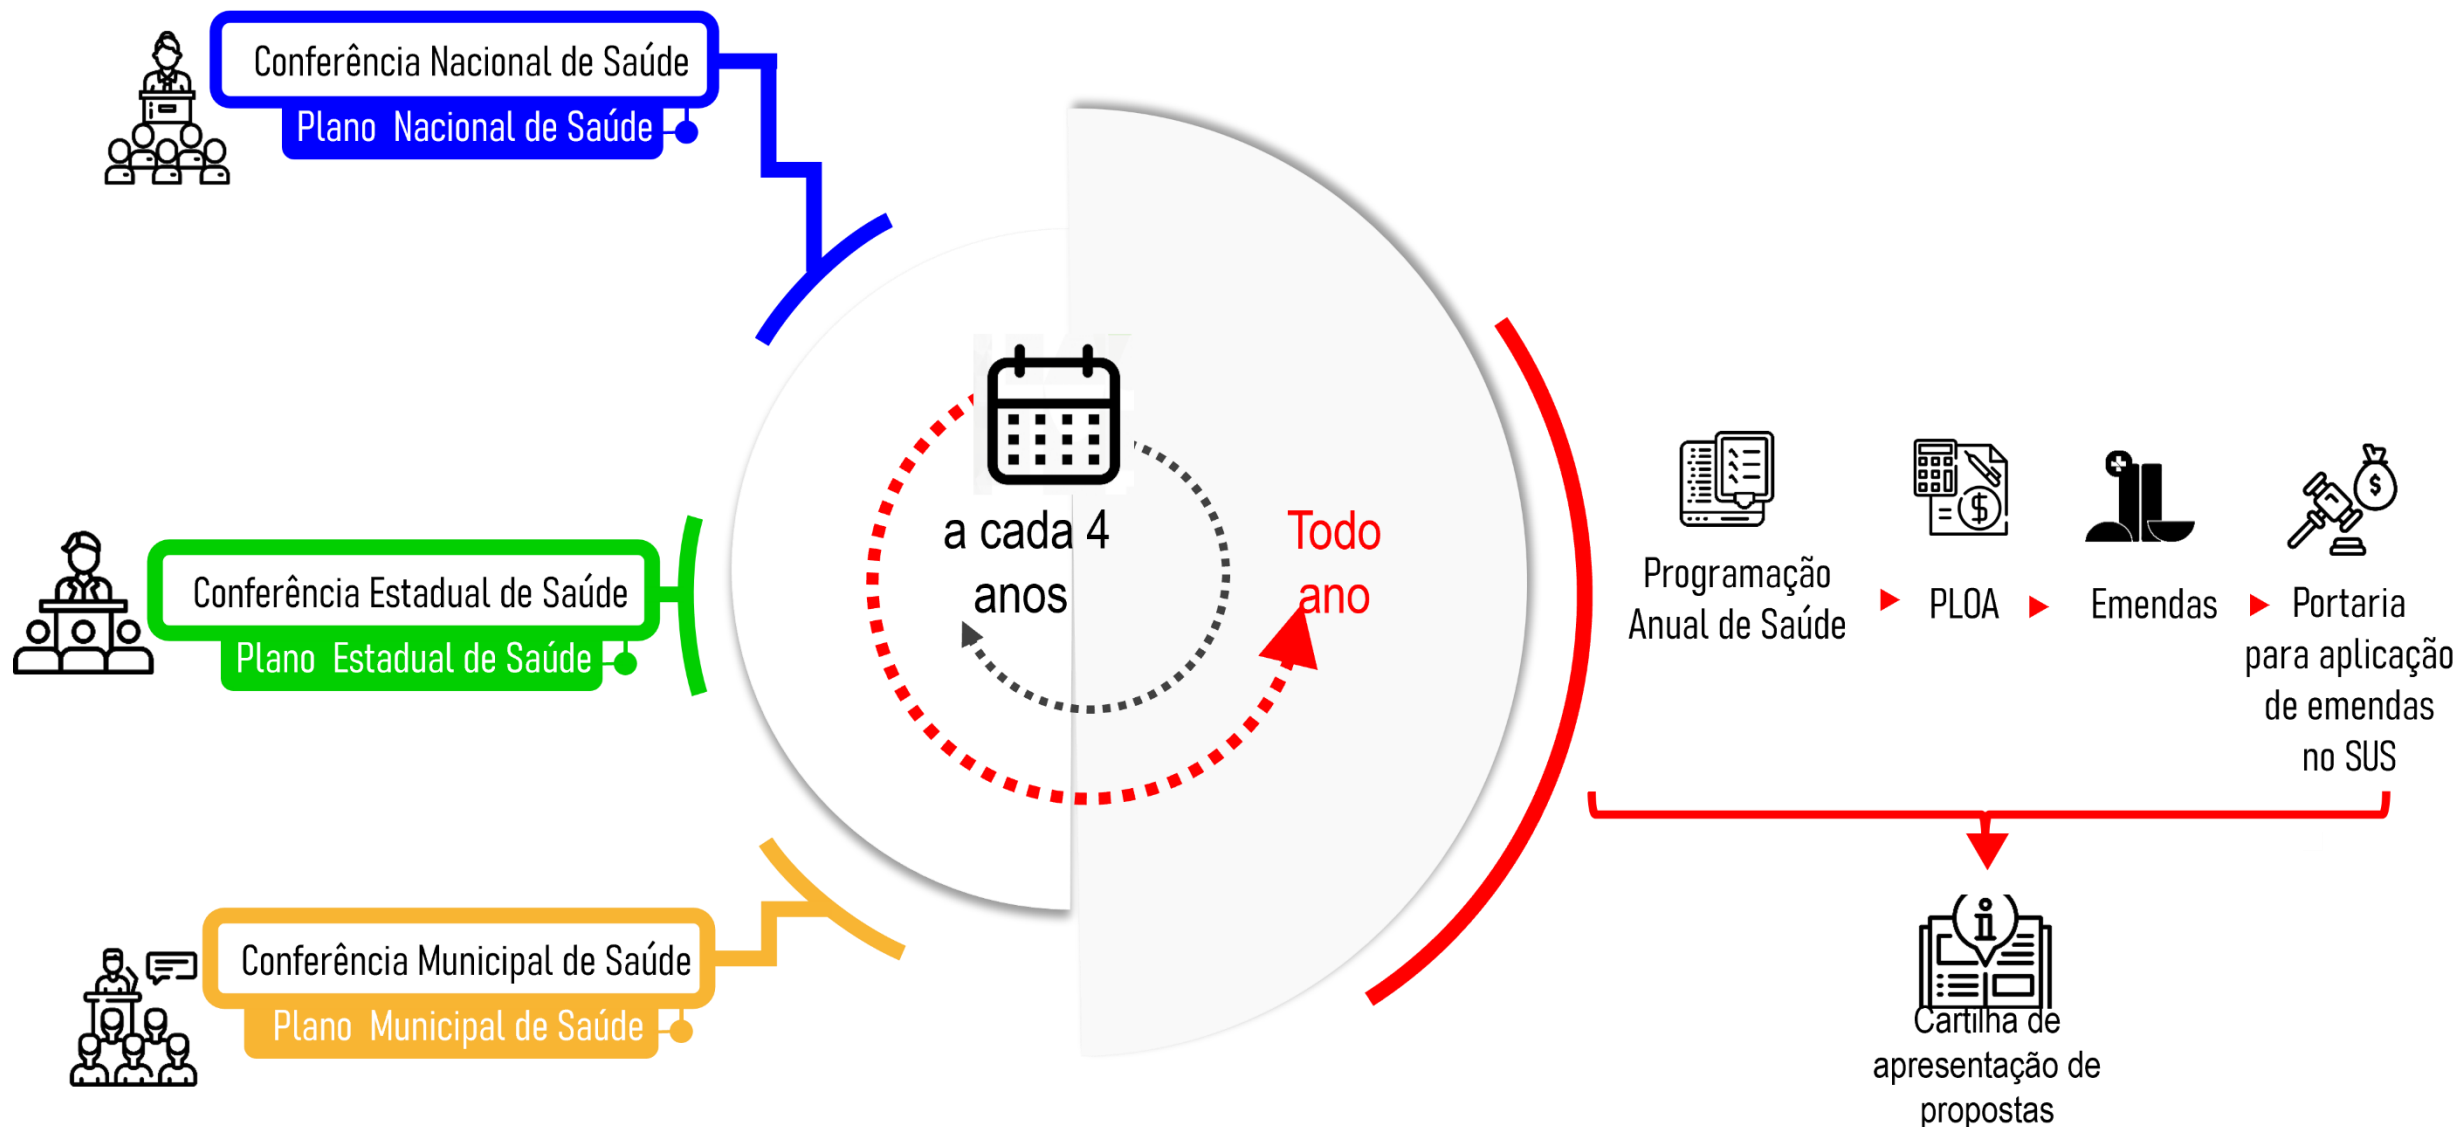 Conferência Nacional de Saúde
Plano Nacional de Saúde
Conferência Estadual de Saúde
Plano Estadual de Saúde
Conferência Municipal de Saúde
Plano Municipal de Saúde
a cada 4
anos
Todo
ano
Programação
Anual de Saúde
PLOA
Emendas
Portaria
para aplicação
de emendas
no SUS
Cartilha de
apresentação de
propostas